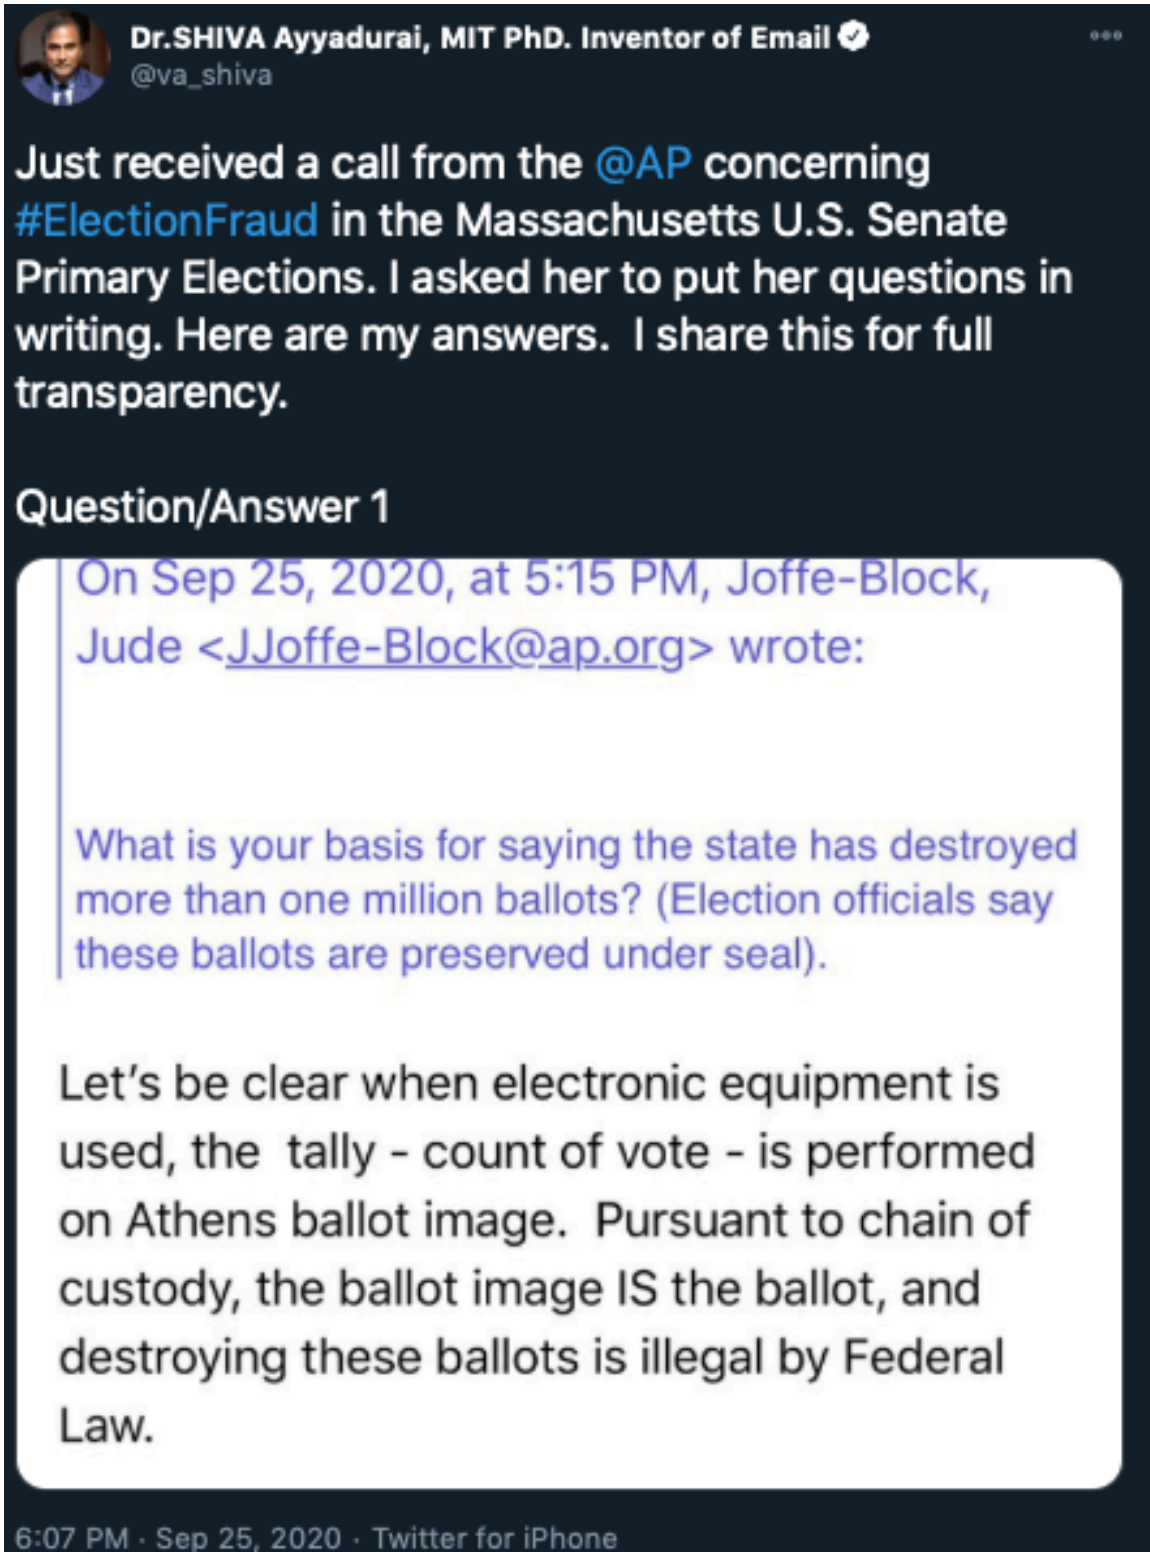 Dr.SHIVA Ayyadurai, MIT PhD. Inventor of Email
@va_shiva
Just received a call from the @AP concerning
#ElectionFraud in the Massachusetts U.S. Senate
Primary Elections. I asked her to put her questions in
writing. Here are my answers.  I share this for full
transparency.
Question/Answer 1
On Sep 25, 2020, at 5:15 PM, Joffe-Block,
Jude <JJoffe-Block@ap.org> wrote:
What is your basis for saying the state has destroyed
more than one million ballots? (Election officials say
these ballots are preserved under seal).
Let's be clear when electronic equipment is
used, the  tally - count of vote - is performed
on Athens ballot image.  Pursuant to chain of
custody, the ballot image IS the ballot, and
destroying these ballots is illegal by Federal
Law.
6:07 PM · Sep 25, 2020 · Twitter for iPhone